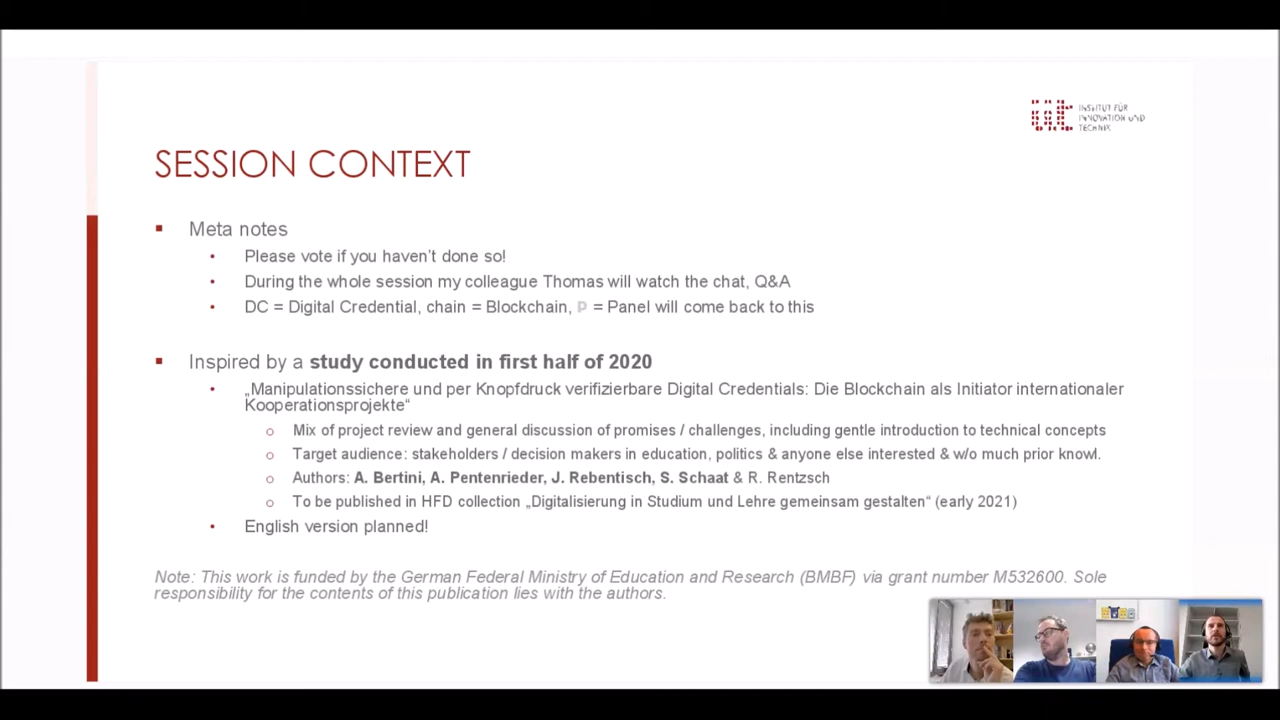 INSTITUT FÜR
INNOVATION UND
TECHNIK
SESSION CONTEXT
Meta notes
Please vote if you haven't done so!
During the whole session my colleague Thomas will watch the chat, Q&A
DC = Digital Credential, chain = Blockchain, P = Panel will come back to this
Inspired by a study conducted in first half of 2020
„Manipulationssichere und per Knopfdruck verifizierbare Digital Credentials: Die Blockchain als Initiator internationaler
Kooperationsprojekte“
Mix of project review and general discussion of promises / challenges, including gentle introduction to technical concepts
Target audience: stakeholders / decision makers in education, politics & anyone else interested & w/o much prior knowl.
Authors: A. Bertini, A. Pentenrieder, J. Rebentisch, S. Schaat & R. Rentzsch
To be published in HFD collection „Digitalisierung in Studium und Lehre gemeinsam gestalten“ (early 2021)
English version planned!
Note: This work is funded by the German Federal Ministry of Education and Research (BMBF) via grant number M532600. Sole
responsibility for the contents of this publication lies with the authors.